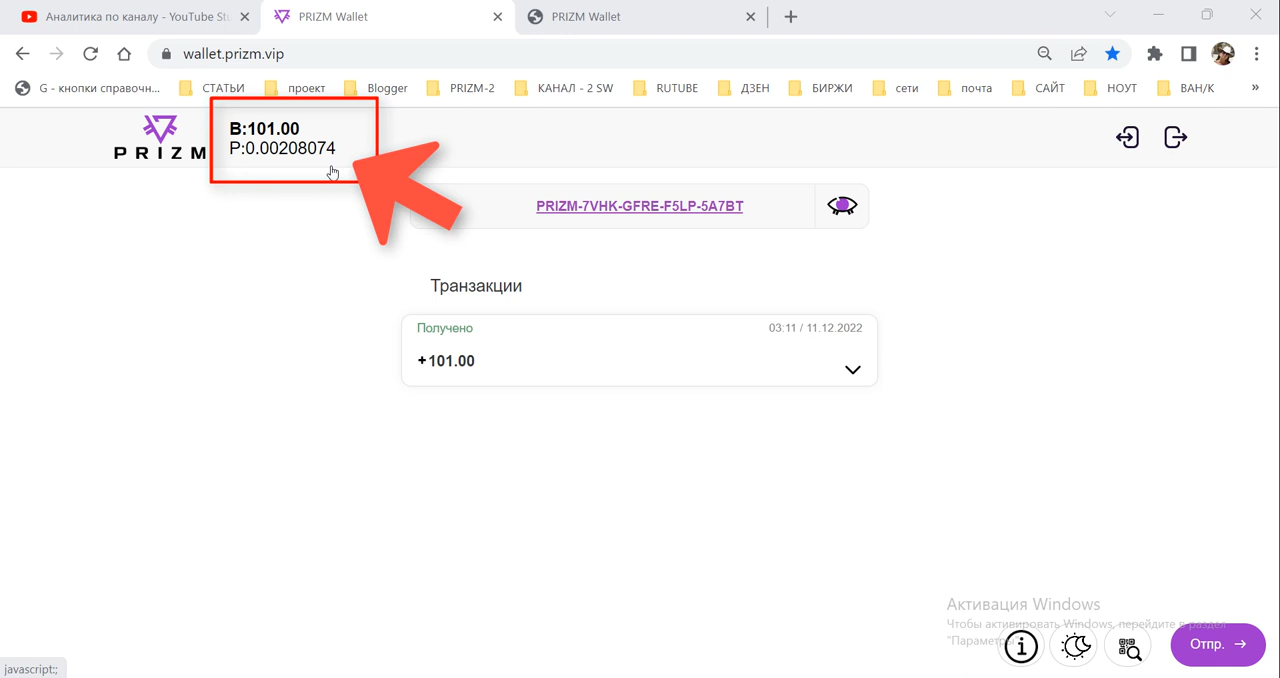 Аналитика по каналу - YouTube Stu
PRIZM Wallet
PRIZM Wallet
wallet.prizm.vip
G - кнопки справочн...
СТАТЬИ
проект
Blogger
PRIZM-2
КАНАЛ - 2 SW
RUTUBE
ДЗЕН
БИРЖИ
сети
почта
САЙТ
НОУТ
ВАН/К
»
PRIZM
B:101.00
P:0.00208074
PRIZM-7VHK-GFRE-F5LP-5A7BT
Транзакции
Получено
03:11 / 11.12.2022
+101.00
Активация Windows
Чтобы активировать Windows, перейдите в раздел
"Параметры
Отпр. →
javascript:;